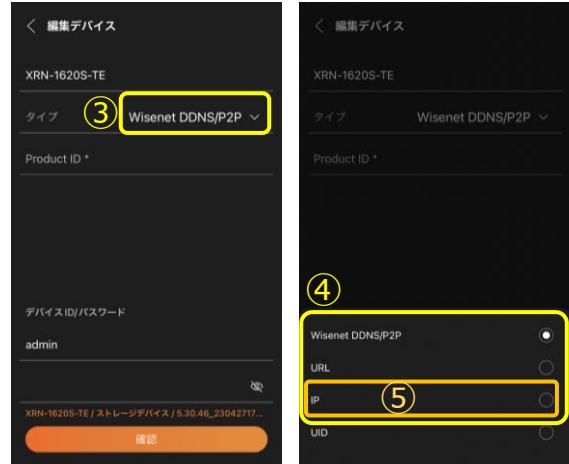 編集デバイス
XRN-1620S-TE
タイプ
③
Wisenet DDNS/P2P
Product ID *
デバイスID/パスワード
admin
XRN-1620S-TE / ストレージデバイス / 5.30.46_23042717...
確認
編集デバイス
XRN-1620S-TE
タイプ
Wisenet DDNS/P2P
Product ID *
④
Wisenet DDNS/P2P
URL
IP
⑤
UID